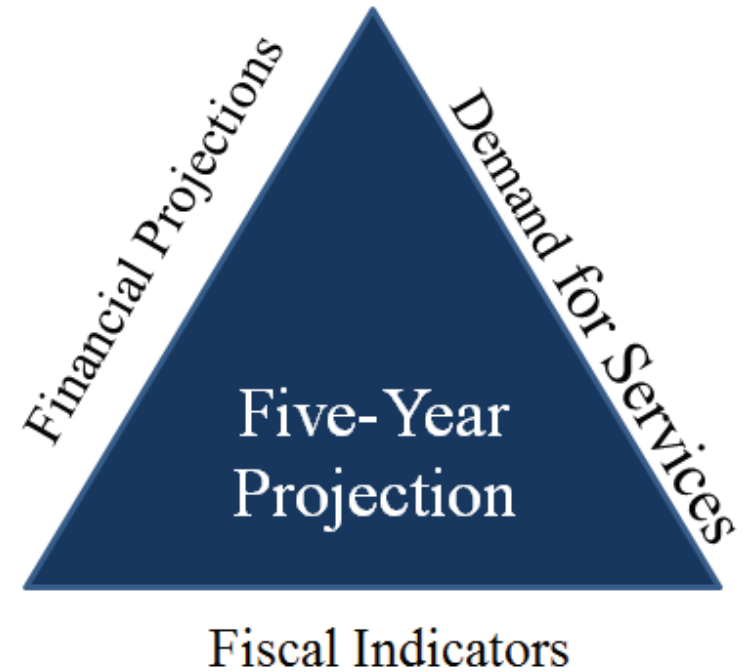 Financial Projections
Demand for Services
Five-Year
Projection
Fiscal Indicators